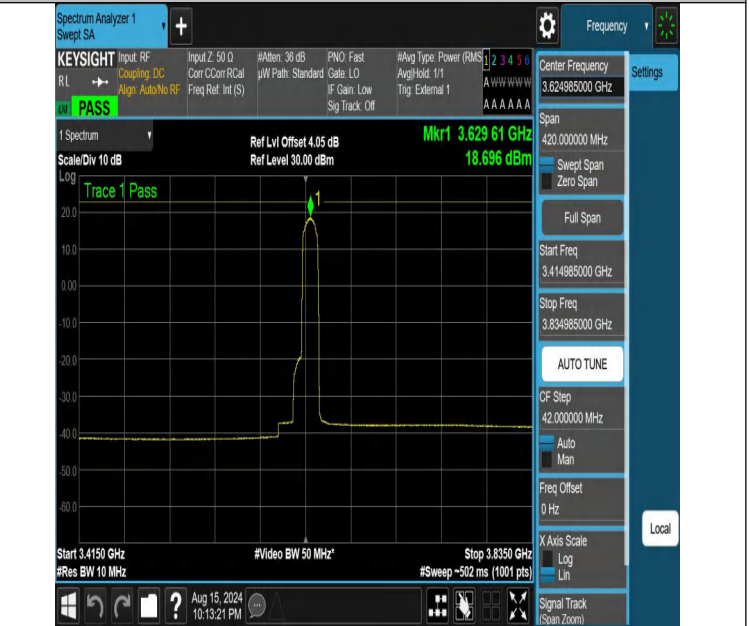 Spectrum Analyzer 1
Swept SA
+
Frequency
KEYSIGHT
RL
LXI
PASS
Input: RF
Coupling: DC
Align: Auto/No RF
Input Z: 50 Ω
Corr CCorr RCal
Freq Ref: Int (S)
#Atten: 36 dB
µW Path: Standard
PNO: Fast
Gate: LO
IF Gain: Low
Sig Track: Off
#Avg Type: Power (RMS
Avg|Hold: 1/1
Trig: External 1
1 2 3 4 5 6
A W W W W W
A A A A A A
Center Frequency
3.624985000 GHz
Settings
1 Spectrum
Scale/Div 10 dB
Ref Lvl Offset 4.05 dB
Ref Level 30.00 dBm
Mkr1 3.629 61 GHz
18.696 dBm
Span
420.000000 MHz
Swept Span
Zero Span
Full Span
Start Freq
3.414985000 GHz
Stop Freq
3.834985000 GHz
AUTO TUNE
CF Step
42.000000 MHz
Auto
Man
Freq Offset
0 Hz
X Axis Scale
Log
Lin
Signal Track
(Span Zoom)
Local
Log
Trace 1 Pass
1
20.0
10.0
0.00
-10.0
-20.0
-30.0
-40.0
-50.0
-60.0
Start 3.4150 GHz
#Res BW 10 MHz
#Video BW 50 MHz*
Stop 3.8350 GHz
#Sweep ~502 ms (1001 pts)
?
Aug 15, 2024
10:13:21 PM